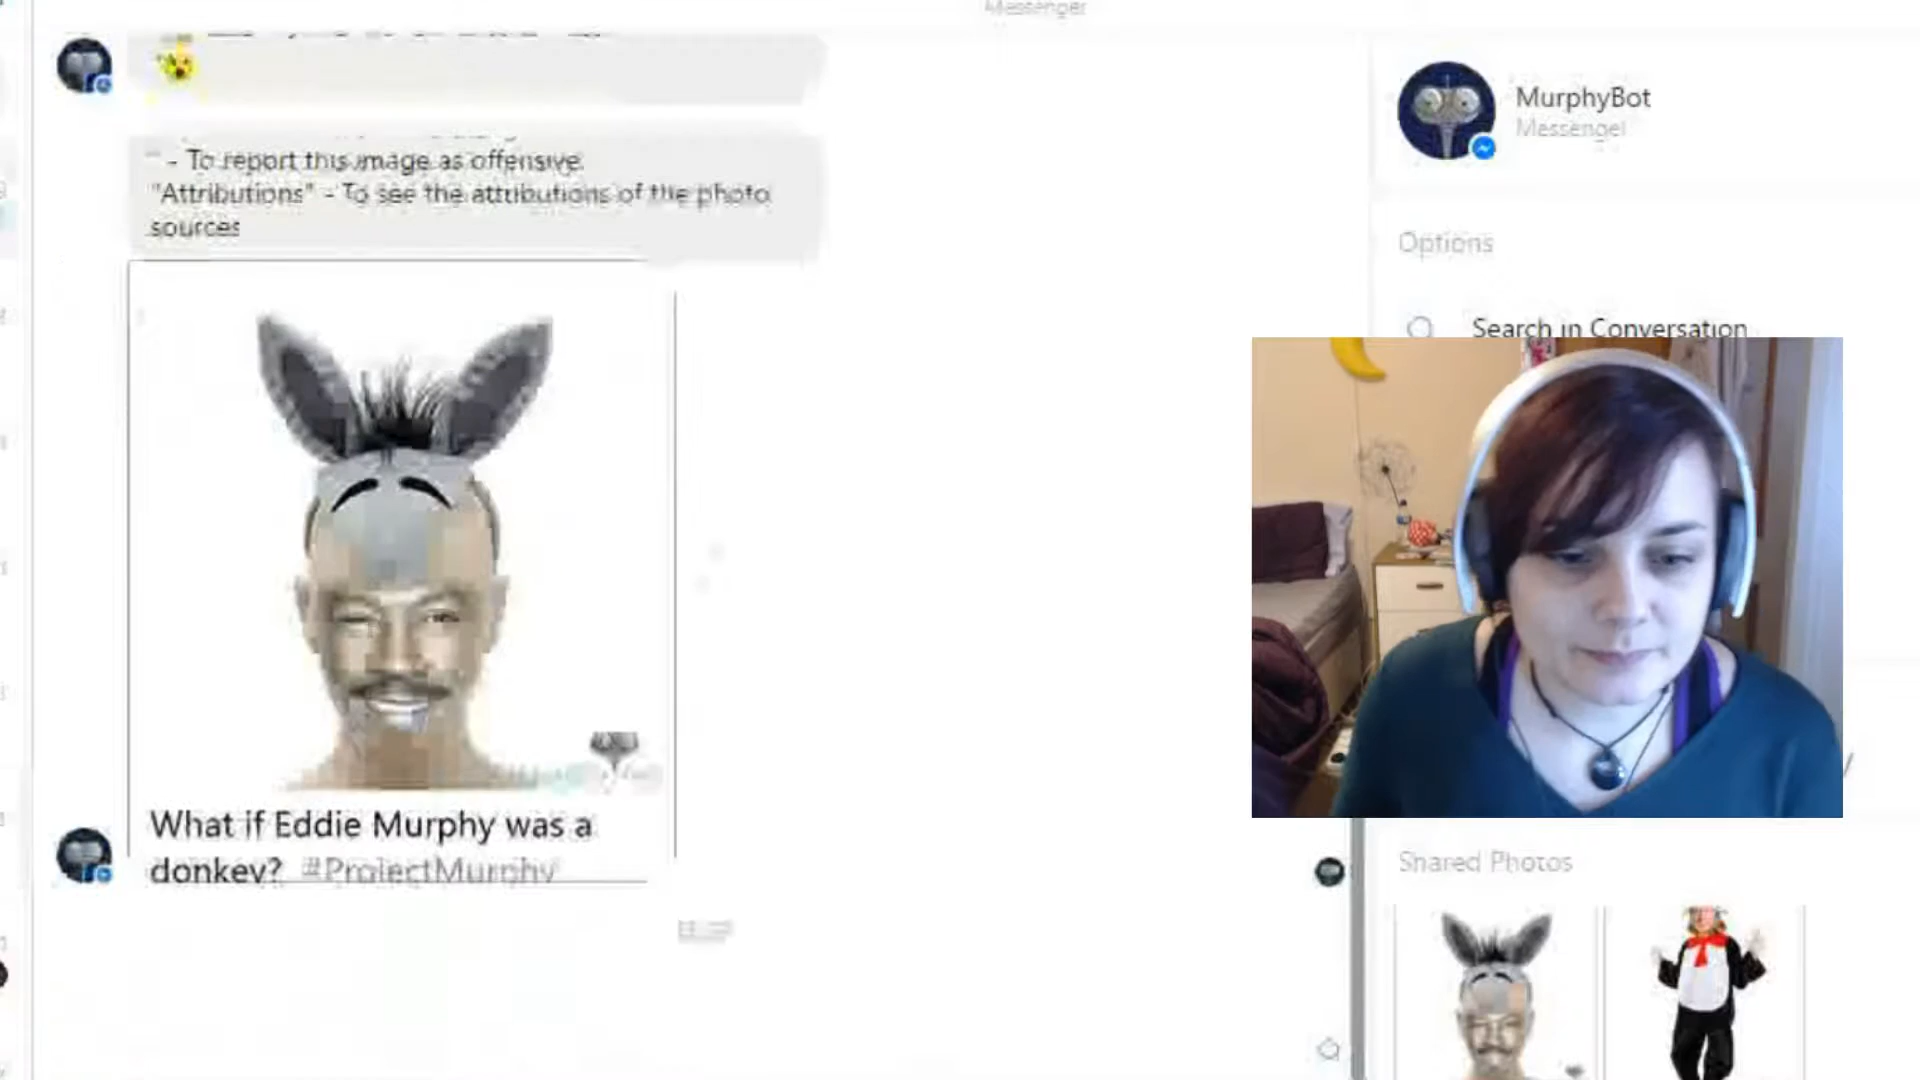 Messenger
MurphyBot
Messenger
" - To report this image as offensive.
"Attributions" - To see the attributions of the photo
sources
Options
Search in Conversation
What if Eddie Murphy was a
donkey? #ProjectMurphy
Shared Photos